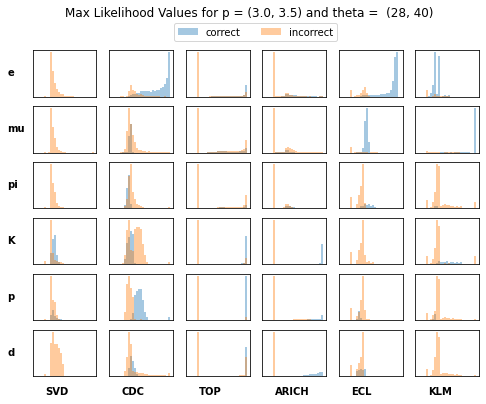 Max Likelihood Values for p = (3.0, 3.5) and theta =  (28, 40)
correct incorrect
e
mu
pi
K
p
d
SVD CDC TOP ARICH ECL KLM